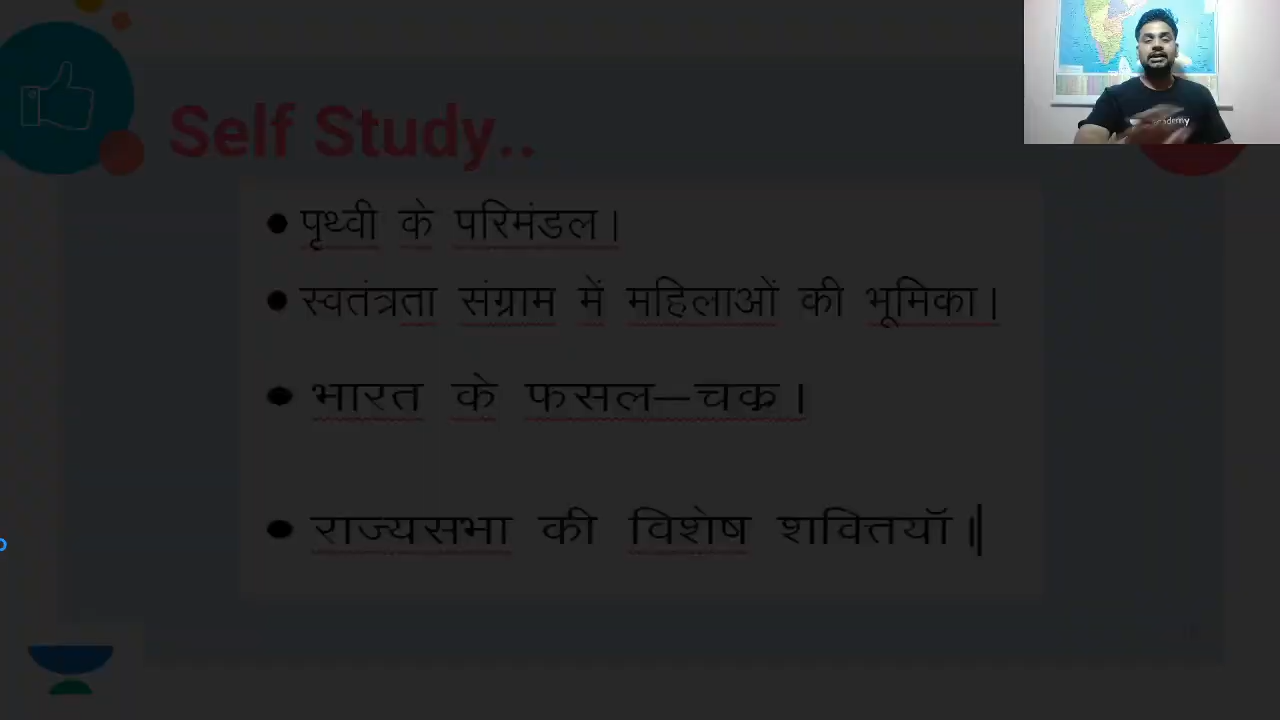 Self Study..
पृथ्वी के परिमंडल।
स्वतंत्रता संग्राम में महिलाओं की भूमिका।
भारत के फसल–चक्र।
राज्यसभा की विशेष शक्तियॉ।